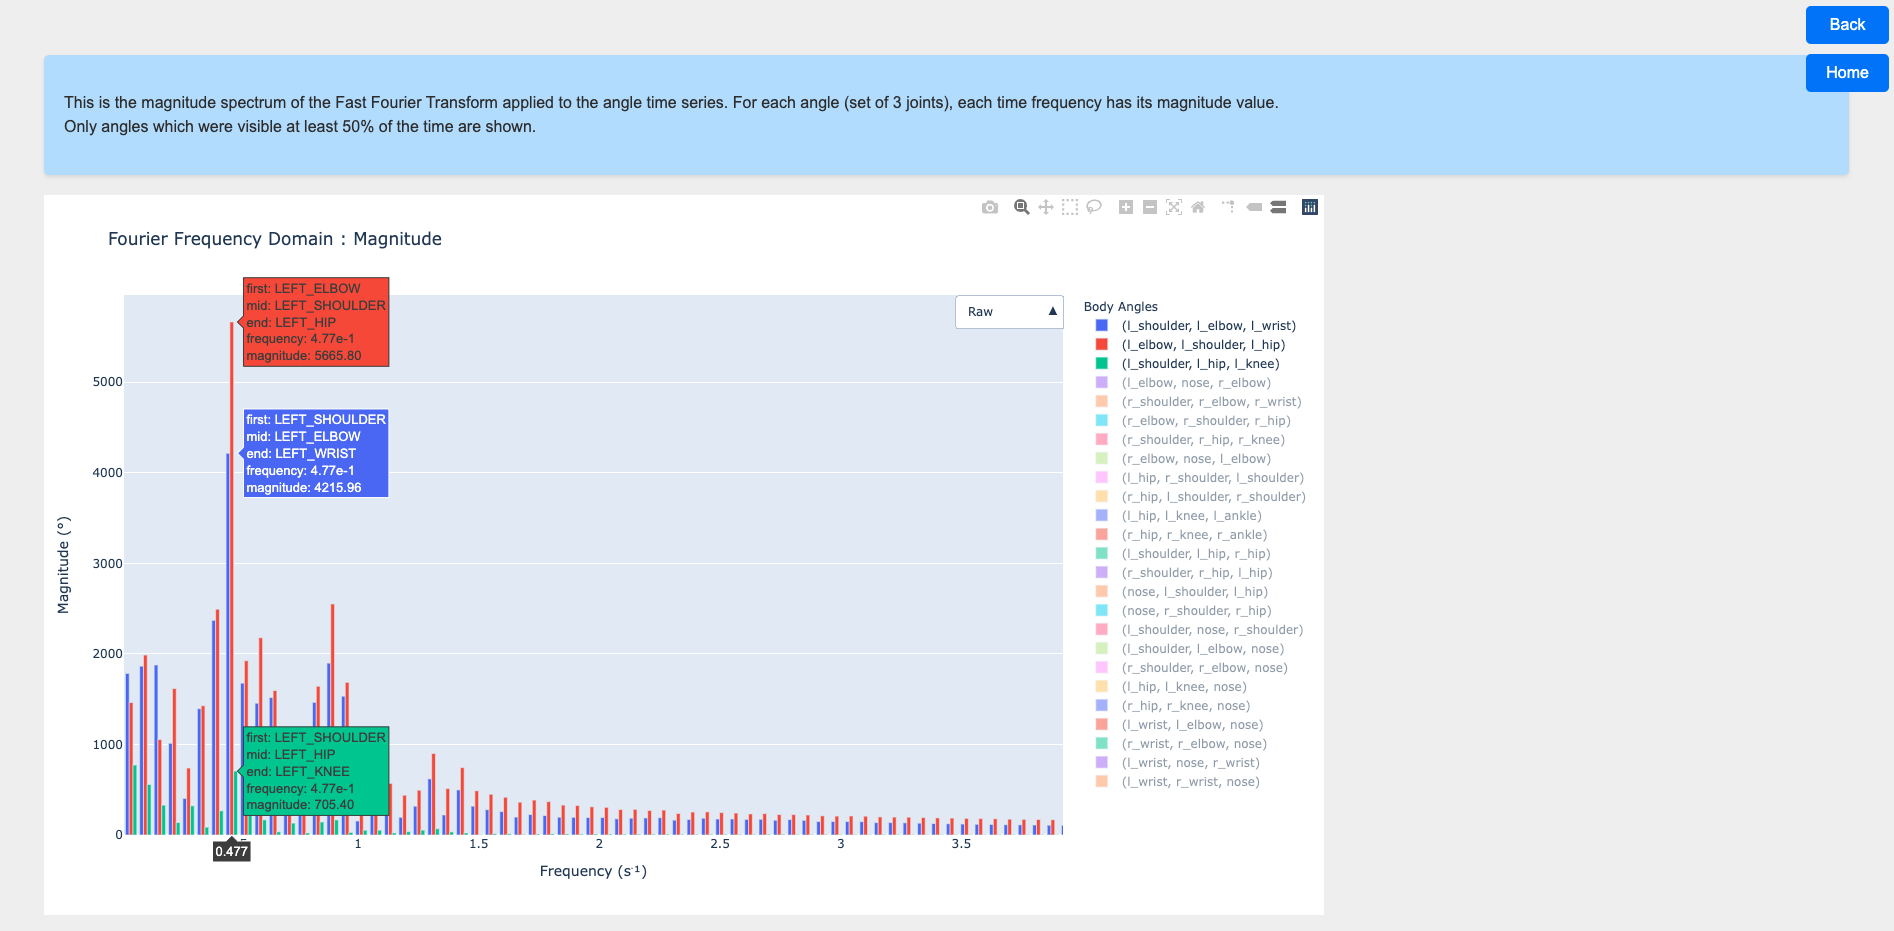 Back
Home
This is the magnitude spectrum of the Fast Fourier Transform applied to the angle time series. For each angle (set of 3 joints), each time frequency has its magnitude value.
Only angles which were visible at least 50% of the time are shown.
Fourier Frequency Domain : Magnitude
first: LEFT_ELBOW
mid: LEFT_SHOULDER
end: LEFT_HIP
frequency: 4.77e-1
magnitude: 5665.80
first: LEFT_SHOULDER
mid: LEFT_ELBOW
end: LEFT_WRIST
frequency: 4.77e-1
magnitude: 4215.96
first: LEFT_SHOULDER
mid: LEFT_HIP
end: LEFT_KNEE
frequency: 4.77e-1
magnitude: 705.40
Raw ▲
5000
4000
3000
2000
1000
0
Magnitude (°)
0.477
5
1
1.5
2
2.5
3
3.5
Frequency (s⁻¹)
Body Angles
(l_shoulder, l_elbow, l_wrist)
(l_elbow, l_shoulder, l_hip)
(l_shoulder, l_hip, l_knee)
(l_elbow, nose, r_elbow)
(r_shoulder, r_elbow, r_wrist)
(r_elbow, r_shoulder, r_hip)
(r_shoulder, r_hip, r_knee)
(r_elbow, nose, l_elbow)
(l_hip, r_shoulder, l_shoulder)
(r_hip, l_shoulder, r_shoulder)
(l_hip, l_knee, l_ankle)
(r_hip, r_knee, r_ankle)
(l_shoulder, l_hip, r_hip)
(r_shoulder, r_hip, l_hip)
(nose, l_shoulder, l_hip)
(nose, r_shoulder, r_hip)
(l_shoulder, nose, r_shoulder)
(l_shoulder, l_elbow, nose)
(r_shoulder, r_elbow, nose)
(l_hip, l_knee, nose)
(r_hip, r_knee, nose)
(l_wrist, l_elbow, nose)
(r_wrist, r_elbow, nose)
(l_wrist, nose, r_wrist)
(l_wrist, r_wrist, nose)